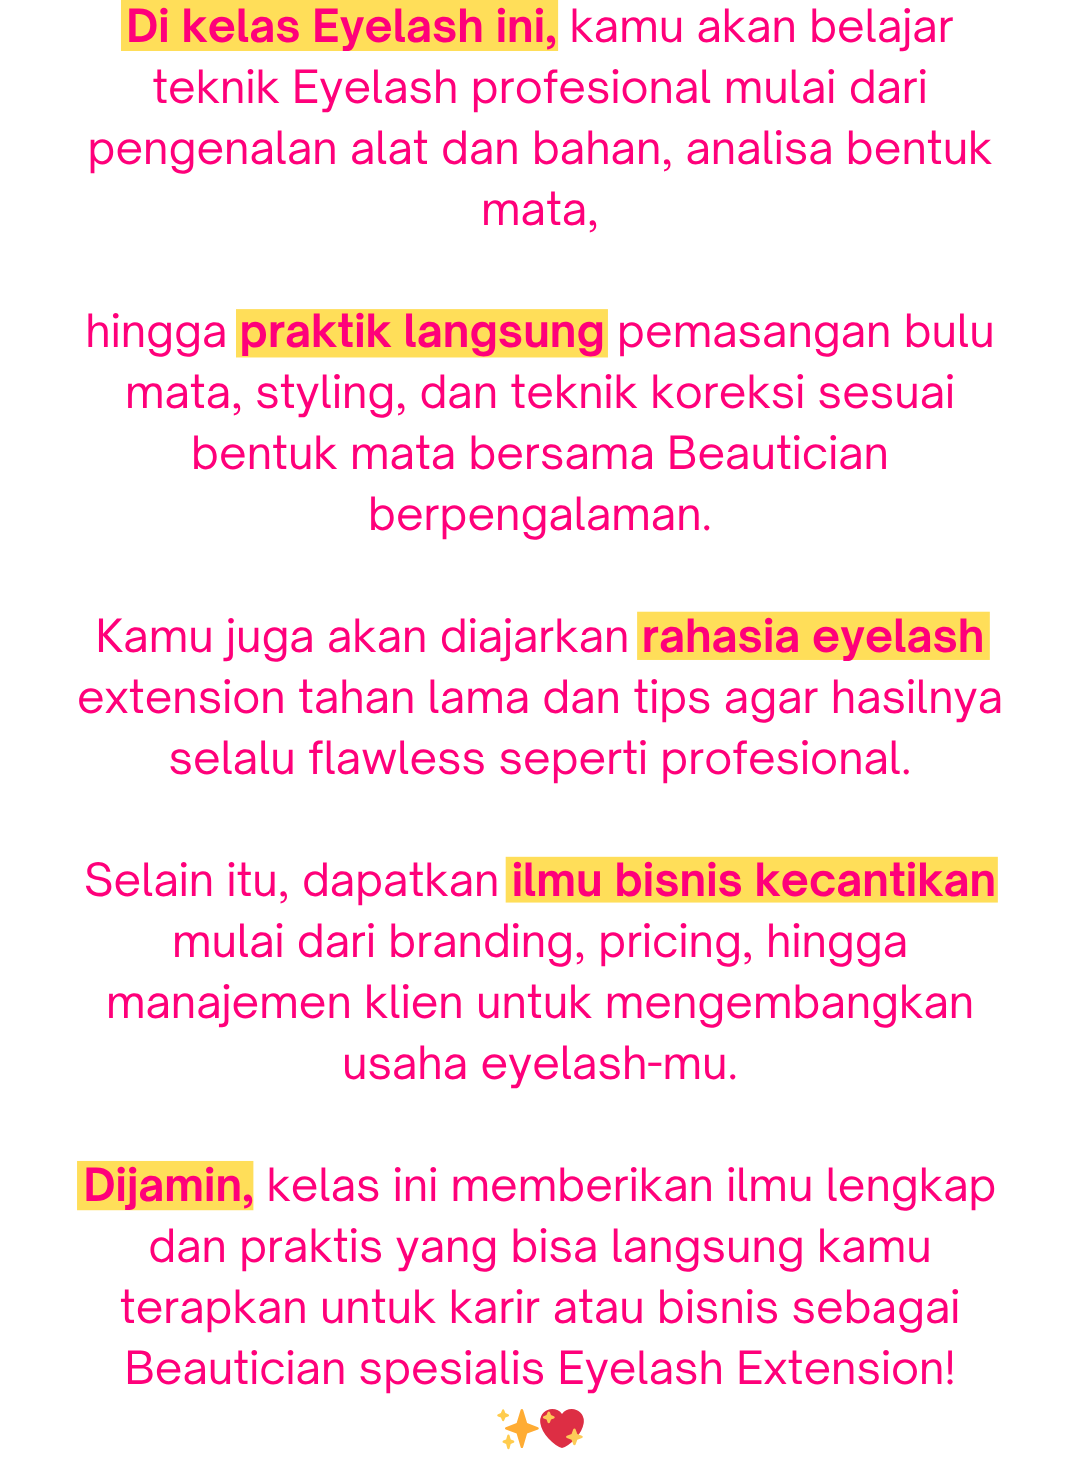 Di kelas Eyelash ini, kamu akan belajar
teknik Eyelash profesional mulai dari
pengenalan alat dan bahan, analisa bentuk
mata,
hingga praktik langsung pemasangan bulu
mata, styling, dan teknik koreksi sesuai
bentuk mata bersama Beautician
berpengalaman.
Kamu juga akan diajarkan rahasia eyelash
extension tahan lama dan tips agar hasilnya
selalu flawless seperti profesional.
Selain itu, dapatkan ilmu bisnis kecantikan
mulai dari branding, pricing, hingga
manajemen klien untuk mengembangkan
usaha eyelash-mu.
Dijamin, kelas ini memberikan ilmu lengkap
dan praktis yang bisa langsung kamu
terapkan untuk karir atau bisnis sebagai
Beautician spesialis Eyelash Extension!
✨💖